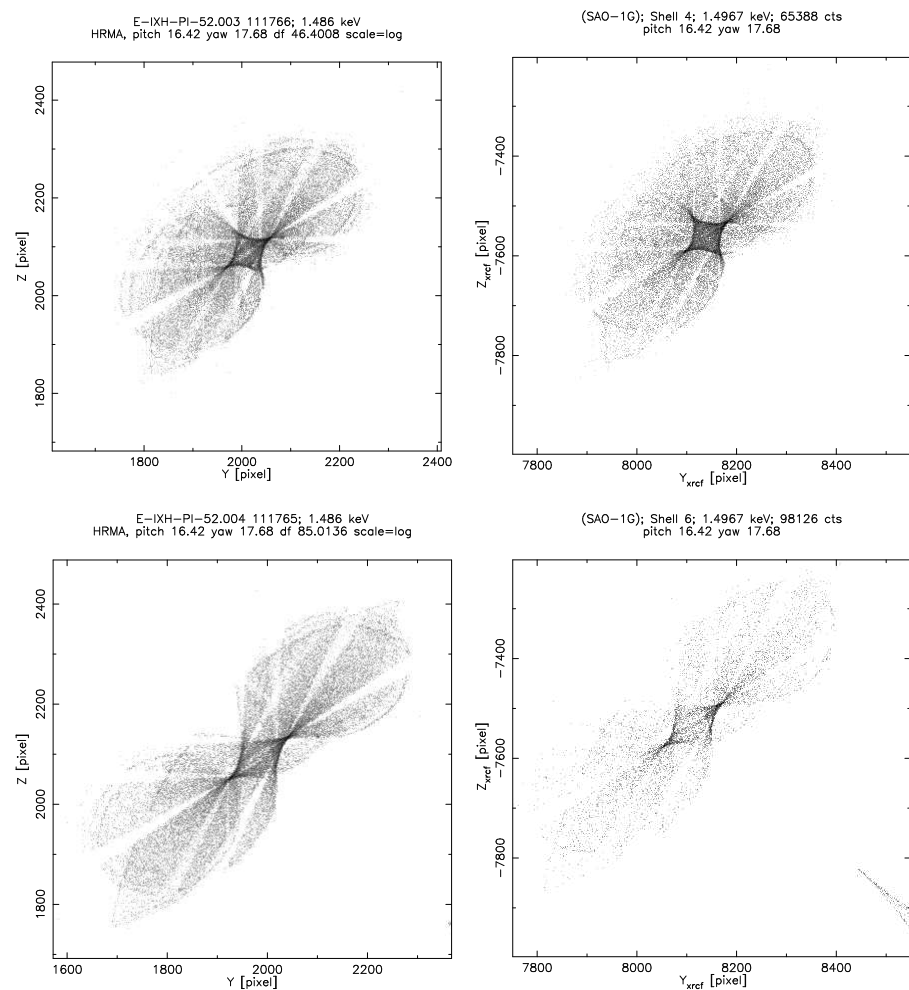 E-IXH-PI-52.003 111766; 1.486 keV
HRMA, pitch 16.42 yaw 17.68 df 46.4008 scale=log
2400
2200
2000
1800
Z [pixel]
1800 2000 2200 2400
Y [pixel]
(SAO-1G); Shell 4; 1.4967 keV; 65388 cts
pitch 16.42 yaw 17.68
-7400
-7600
-7800
Zxrcf [pixel]
7800 8000 8200 8400
Yxrcf [pixel]
E-IXH-PI-52.004 111765; 1.486 keV
HRMA, pitch 16.42 yaw 17.68 df 85.0136 scale=log
2400
2200
2000
1800
Z [pixel]
1600 1800 2000 2200
Y [pixel]
(SAO-1G); Shell 6; 1.4967 keV; 98126 cts
pitch 16.42 yaw 17.68
-7400
-7600
-7800
Zxrcf [pixel]
7800 8000 8200 8400
Yxrcf [pixel]